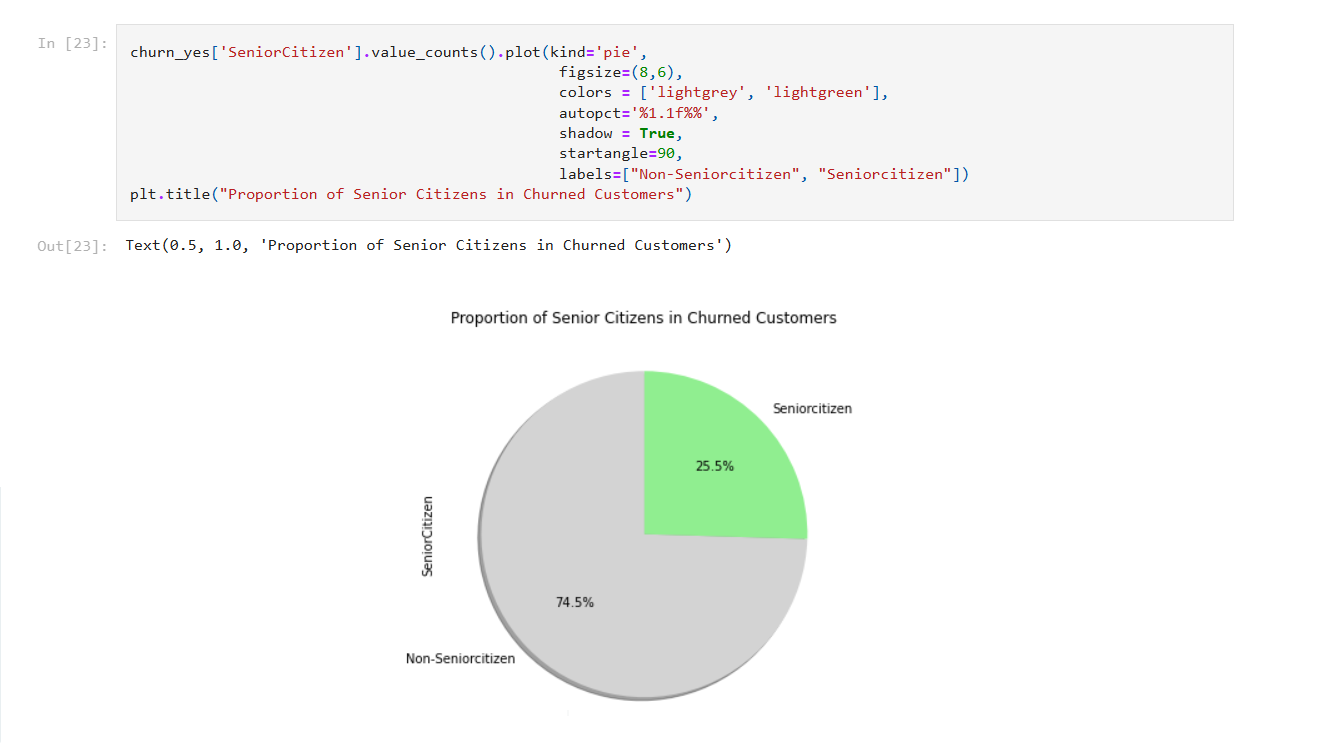 In [23]:
churn_yes['SeniorCitizen'].value_counts().plot(kind='pie',
figsize=(8,6),
colors = ['lightgrey', 'lightgreen'],
autopct='%1.1f%%',
shadow = True,
startangle=90,
labels=["Non-Seniorcitizen", "Seniorcitizen"])
plt.title("Proportion of Senior Citizens in Churned Customers")
Out[23]: Text(0.5, 1.0, 'Proportion of Senior Citizens in Churned Customers')
Proportion of Senior Citizens in Churned Customers
Seniorcitizen
25.5%
SeniorCitizen
74.5%
Non-Seniorcitizen